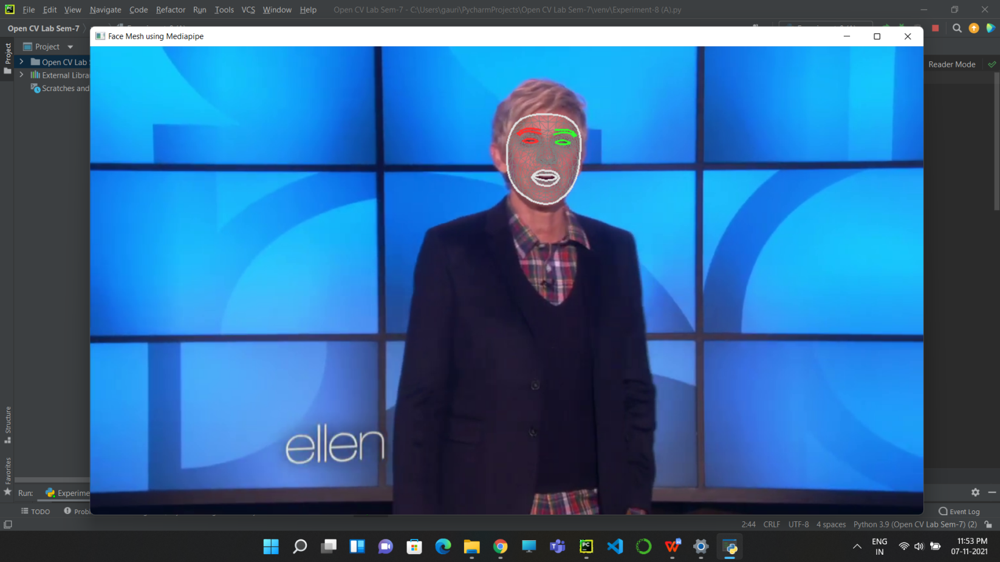 File Edit View Navigate Code Refactor Run Tools VCS Window Help Open CV Lab Sem-7 - C:\Users\gauri\PycharmProjects\Open CV Lab Sem-7\venv\Experiment-8 (A).py
Open CV Lab Sem-7
Face Mesh using Mediapipe
Project
Project
Reader Mode
Open CV Lab
External Libra
Scratches and
ellen
Structure
Favorites
Run: Experime
TODO Probl Event Log
2:44 CRLF UTF-8 4 spaces Python 3.9 (Open CV Lab Sem-7) (2)
ENG
IN
11:53 PM
07-11-2021